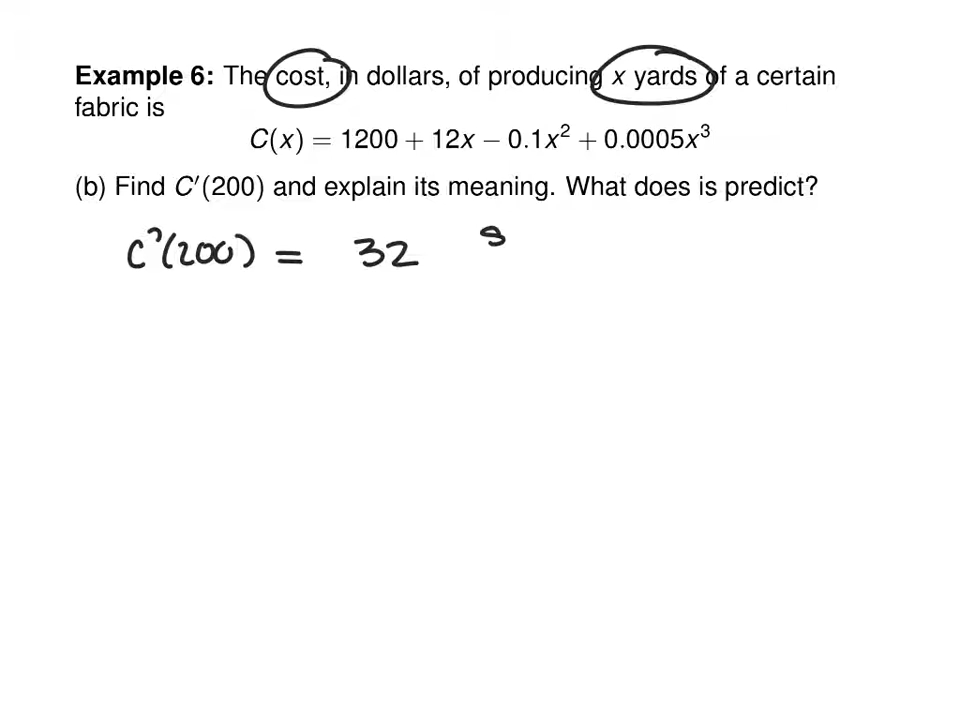 Example 6: The cost, in dollars, of producing x yards of a certain
fabric is
C(x) = 1200 + 12x − 0.1x² + 0.0005x³
(b) Find C′(200) and explain its meaning. What does is predict?
C'(200) = 32